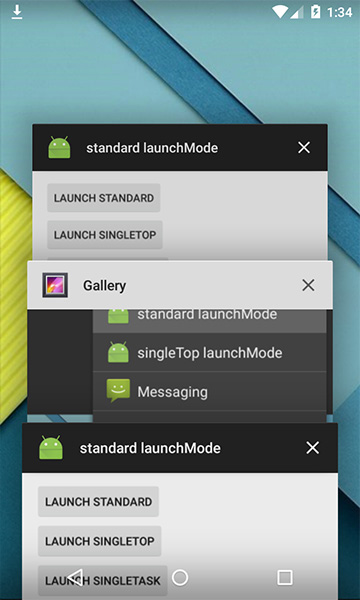 1:34
standard launchMode
LAUNCH STANDARD
LAUNCH SINGLETOP
Gallery
standard launchMode
singleTop launchMode
Messaging
standard launchMode
LAUNCH STANDARD
LAUNCH SINGLETOP
LAUNCH SINGLETASK